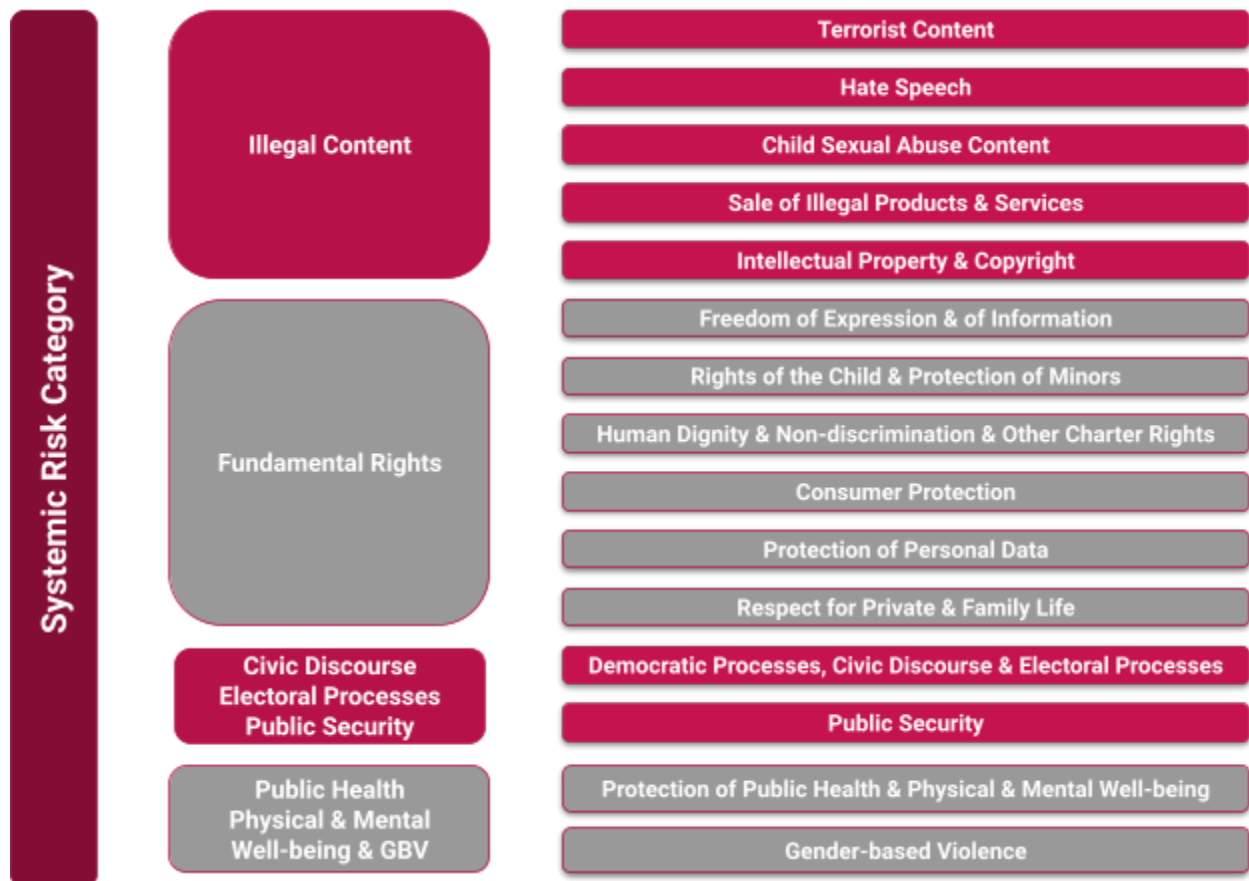 Systemic Risk Category
Illegal Content
Terrorist Content
Hate Speech
Child Sexual Abuse Content
Sale of Illegal Products & Services
Intellectual Property & Copyright
Fundamental Rights
Freedom of Expression & of Information
Rights of the Child & Protection of Minors
Human Dignity & Non-discrimination & Other Charter Rights
Consumer Protection
Protection of Personal Data
Respect for Private & Family Life
Civic Discourse
Electoral Processes
Public Security
Democratic Processes, Civic Discourse & Electoral Processes
Public Security
Public Health
Physical & Mental
Well-being & GBV
Protection of Public Health & Physical & Mental Well-being
Gender-based Violence